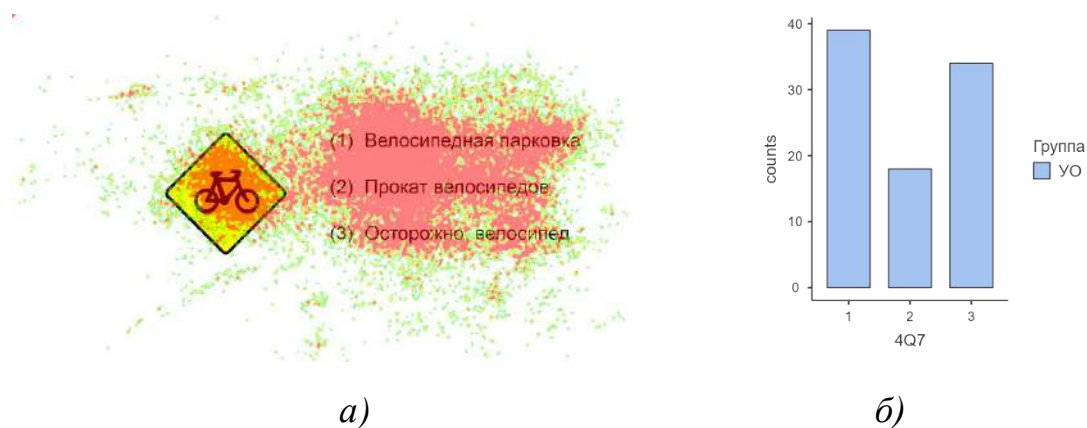 (1) Велосипедная парковка
(2) Прокат велосипедов
(3) Осторожно, велосипед
а)
40
30
20
10
0
counts
1 2 3
4Q7
Группа
УО
б)